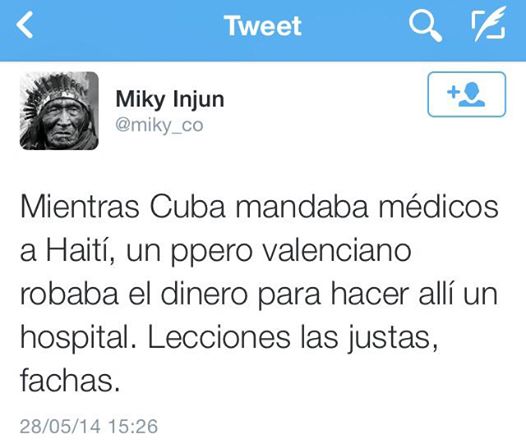 Tweet
Miky Injun
@miky_co
Mientras Cuba mandaba médicos
a Haití, un ppero valenciano
robaba el dinero para hacer allí un
hospital. Lecciones las justas,
fachas.
28/05/14 15:26